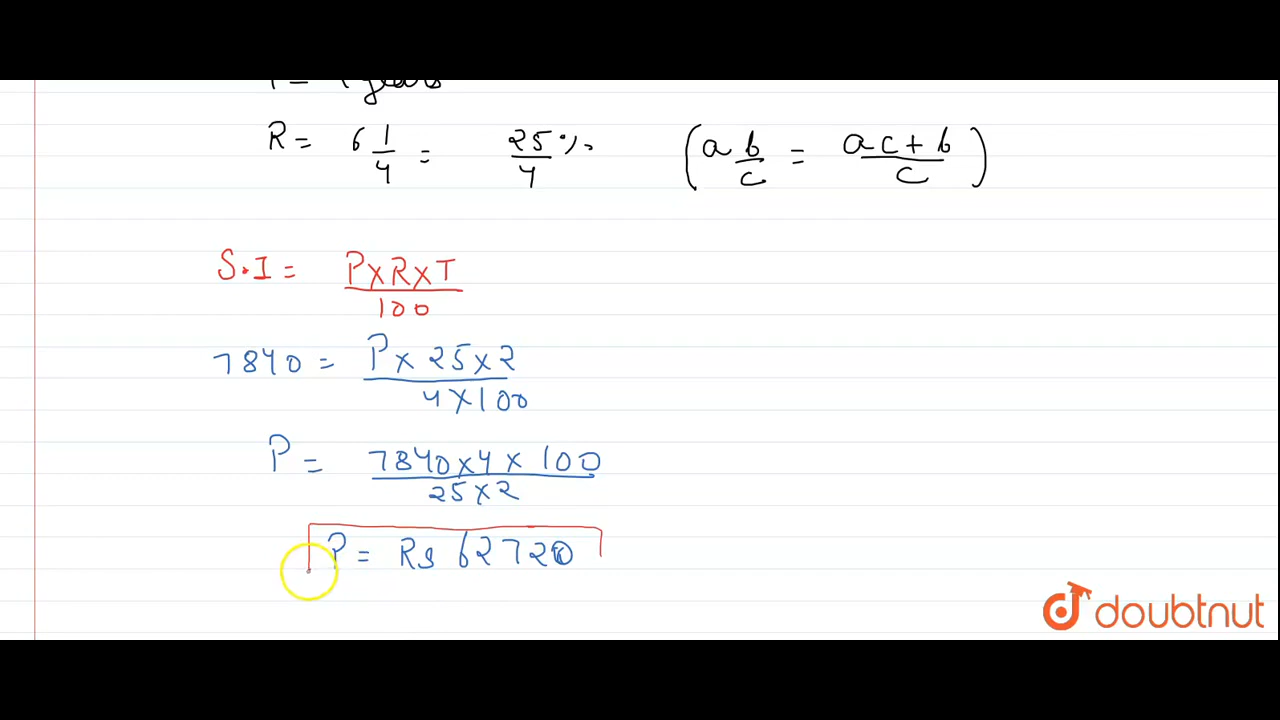 R = 6 1/4 = 25/4 % (a b/c = ac+b/c)
S.I = P×R×T/100
7840 = P×25×2/4×100
P = 7840×4×100/25×2
P = Rs 62720
doubtnut